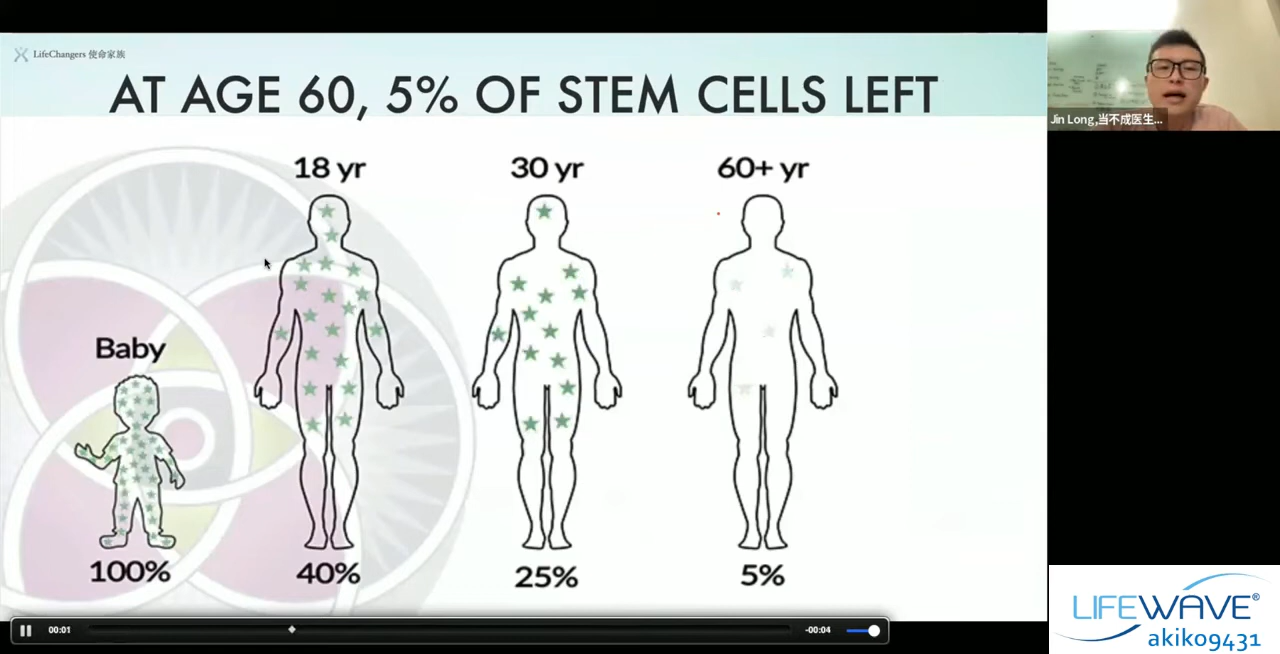 LifeChangers 使命家族
AT AGE 60, 5% OF STEM CELLS LEFT
18 yr
30 yr
60+ yr
Baby
100%
40%
25%
5%
00:01
-00:04
Jin Long,当不成医生...
LIFEWAVE®
akiko9431